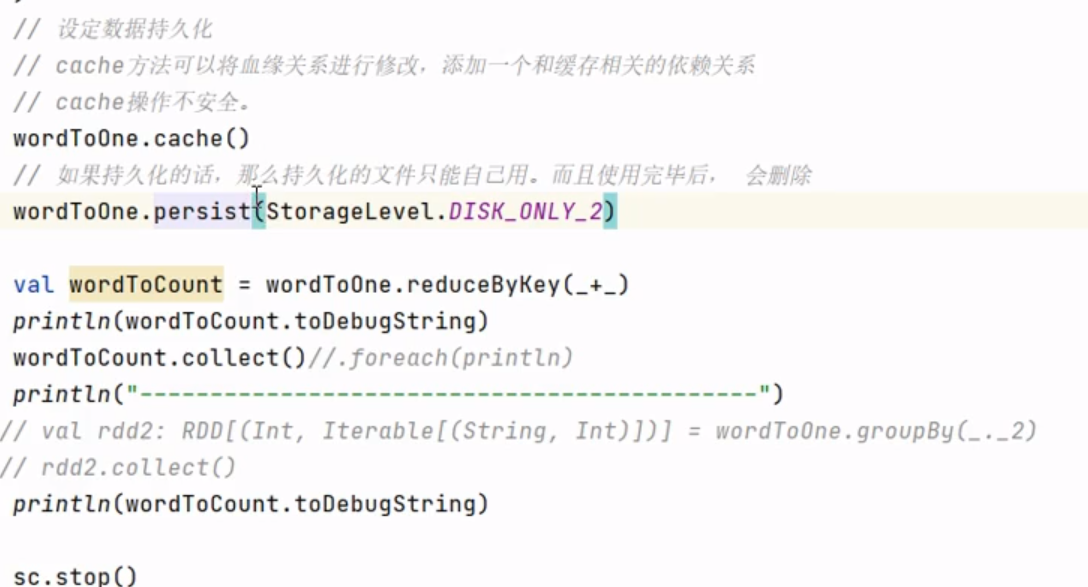 // 设定数据持久化
// cache方法可以将血缘关系进行修改，添加一个和缓存相关的依赖关系
// cache操作不安全。
wordToOne.cache()
// 如果持久化的话，那么持久化的文件只能自己用。而且使用完毕后， 会删除
wordToOne.persist(StorageLevel.DISK_ONLY_2)
val wordToCount = wordToOne.reduceByKey(_+_)
println(wordToCount.toDebugString)
wordToCount.collect()//.foreach(println)
println("--------------------------------------------")
// val rdd2: RDD[(Int, Iterable[(String, Int)])] = wordToOne.groupBy(_._2)
// rdd2.collect()
println(wordToCount.toDebugString)
sc.stop()